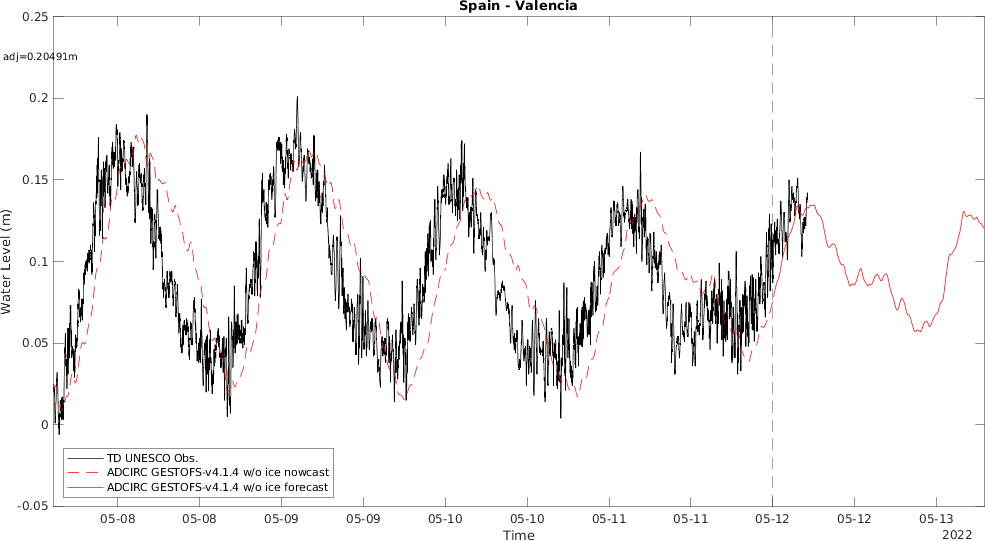 Spain - Valencia
0.25
adj=0.20491m
0.2
0.15
0.1
0.05
0
-0.05
Water Level (m)
TD UNESCO Obs.
ADCIRC GESTOFS-v4.1.4 w/o ice nowcast
ADCIRC GESTOFS-v4.1.4 w/o ice forecast
05-08 05-08 05-09 05-09 05-10 05-10 05-11 05-11 05-12 05-12 05-13
Time
2022